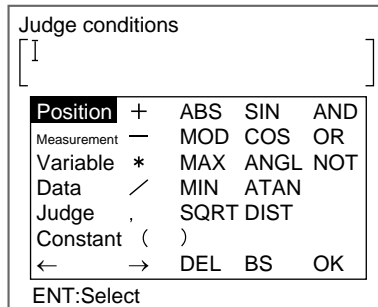 Judge conditions
Position + ABS SIN AND
Measurement — MOD COS OR
Variable * MAX ANGL NOT
Data / MIN ATAN
Judge , SQRT DIST
Constant ( )
← → DEL BS OK
ENT:Select